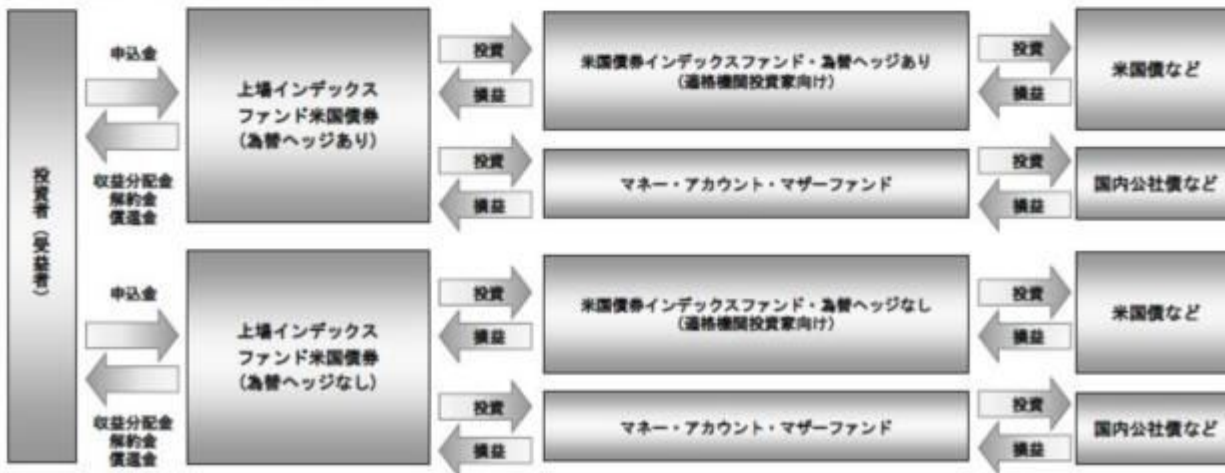 投資者（受益者）
申込金
収益分配金
解約金
償還金
上場インデックス
ファンド米国債券
(為替ヘッジあり)
投資
損益
米国債券インデックスファンド・為替ヘッジあり
(適格機関投資家向け)
投資
損益
米国債など
投資
損益
マネー・アカウント・マザーファンド
投資
損益
国内公社債など
申込金
収益分配金
解約金
償還金
上場インデックス
ファンド米国債券
(為替ヘッジなし)
投資
損益
米国債券インデックスファンド・為替ヘッジなし
(適格機関投資家向け)
投資
損益
米国債など
投資
損益
マネー・アカウント・マザーファンド
投資
損益
国内公社債など